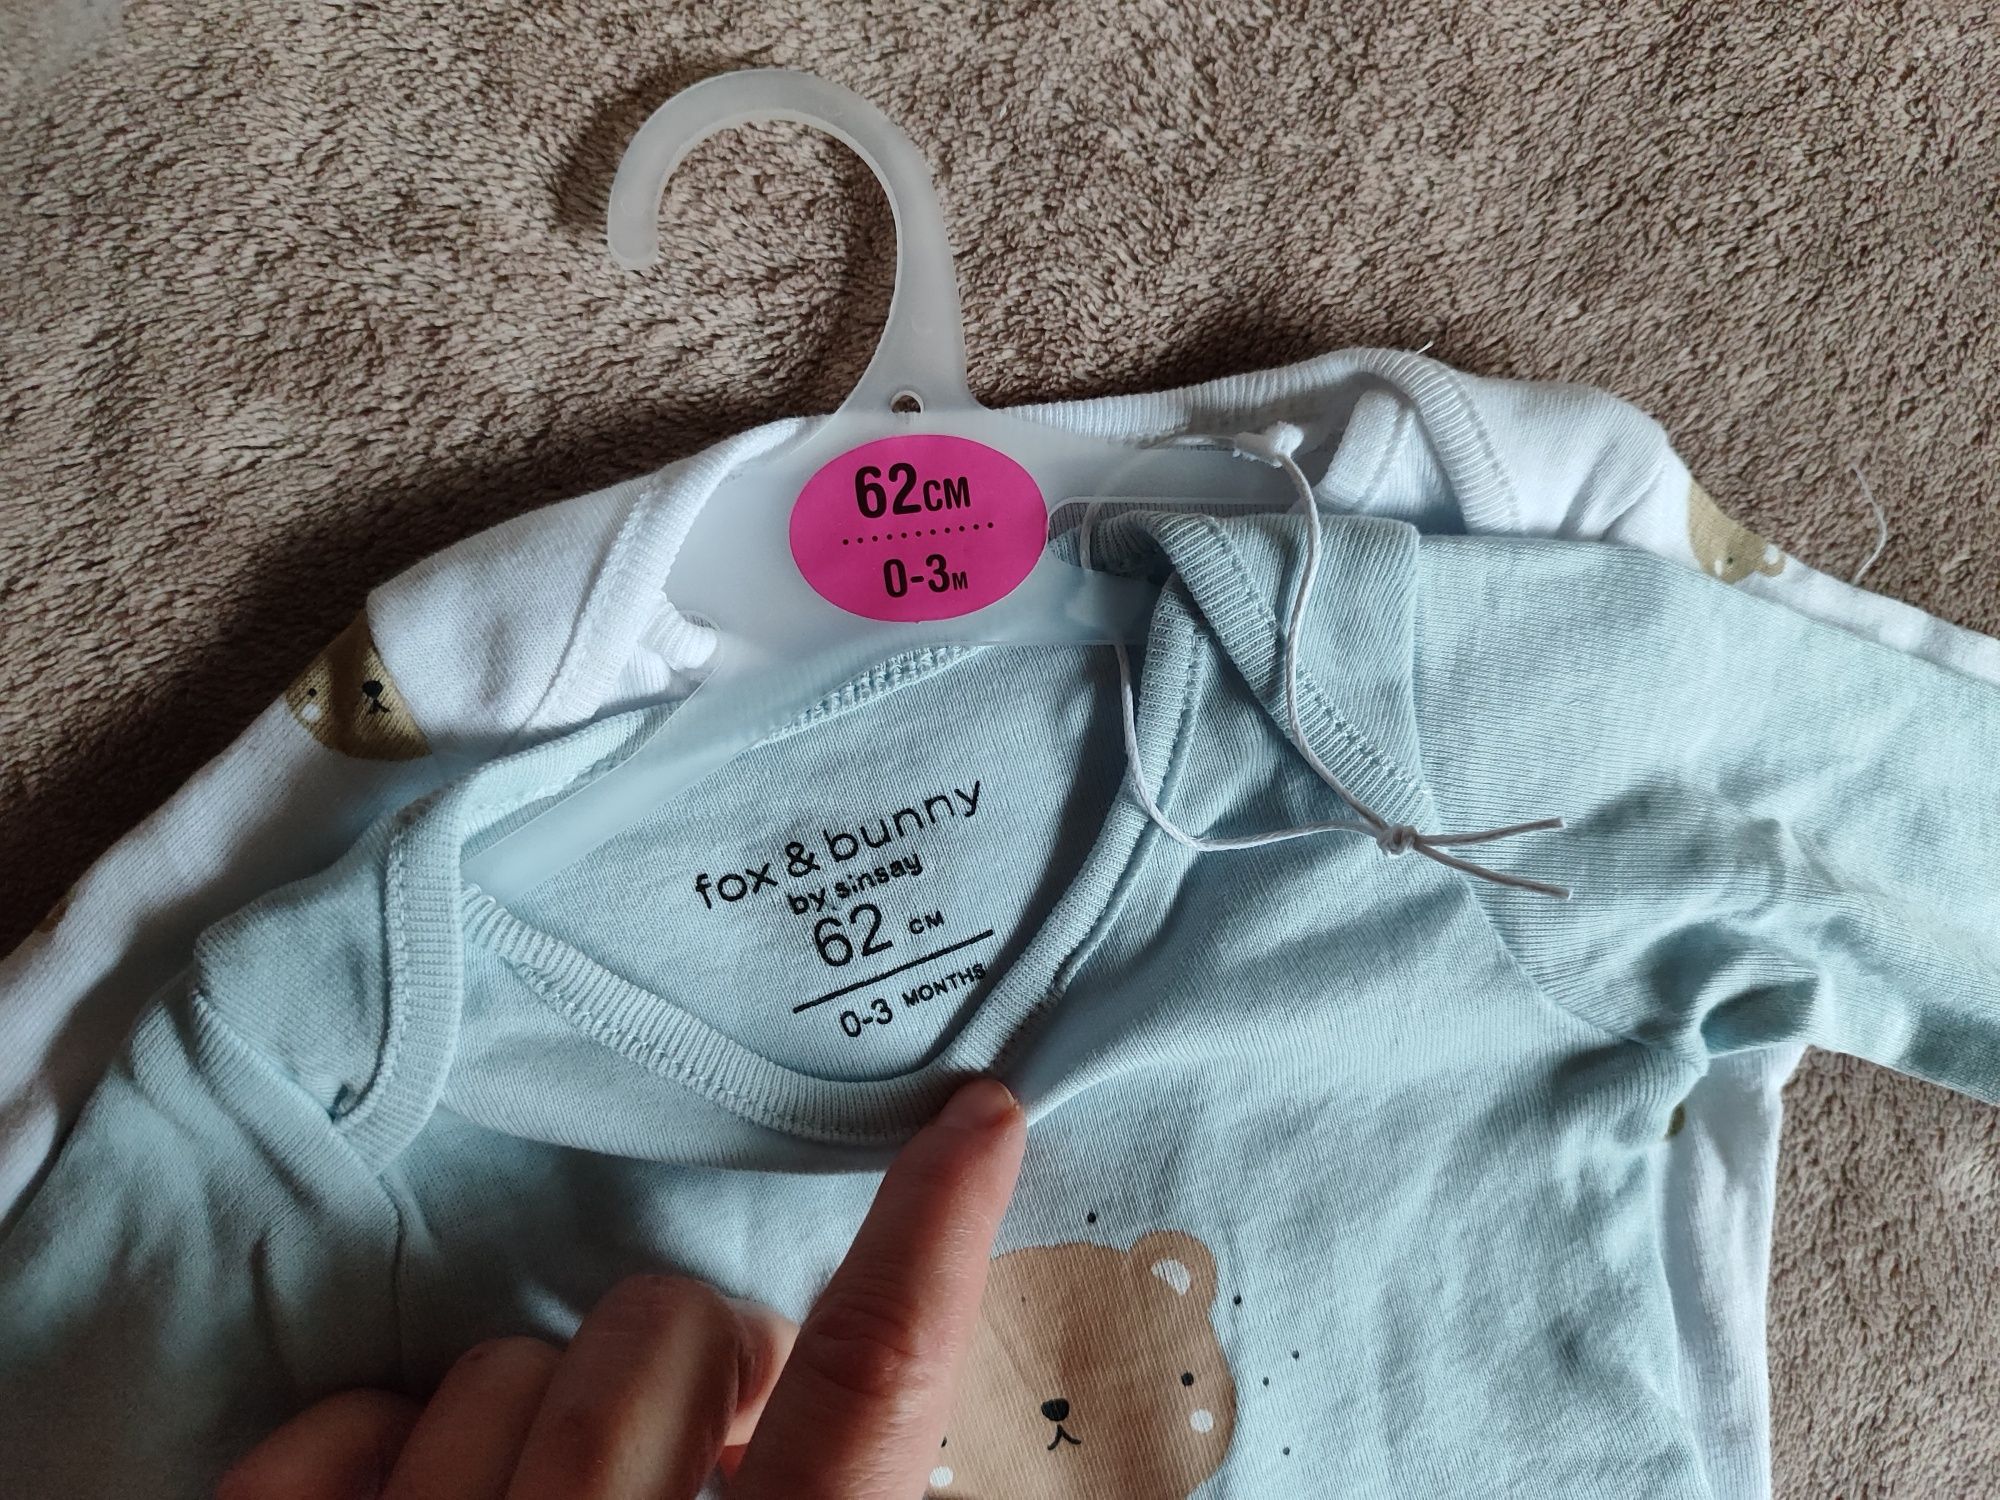 62CM
0-3M
fox & bunny
by sinsay
62 CM
0-3 MONTHS